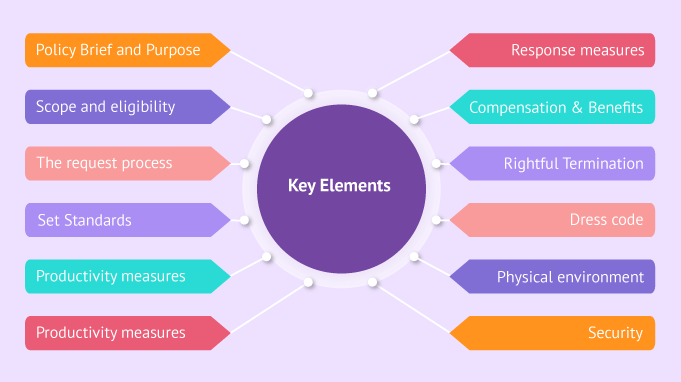 Policy Brief and Purpose
Scope and eligibility
The request process
Set Standards
Productivity measures
Productivity measures
Key Elements
Response measures
Compensation & Benefits
Rightful Termination
Dress code
Physical environment
Security